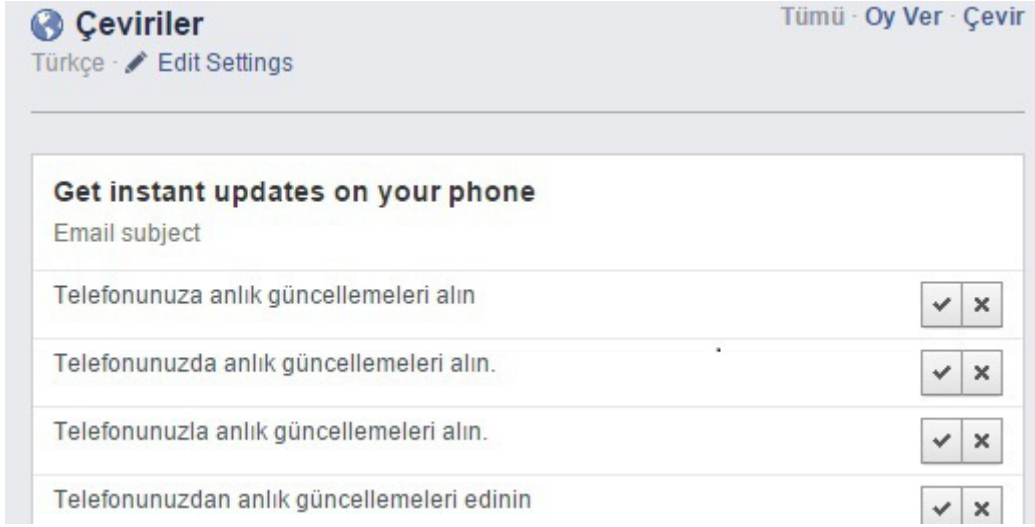 Çeviriler
Tümü · Oy Ver · Çevir
Türkçe · Edit Settings
Get instant updates on your phone
Email subject
Telefonunuza anlık güncellemeleri alın
Telefonunuzda anlık güncellemeleri alın.
Telefonunuzla anlık güncellemeleri alın.
Telefonunuzdan anlık güncellemeleri edinin